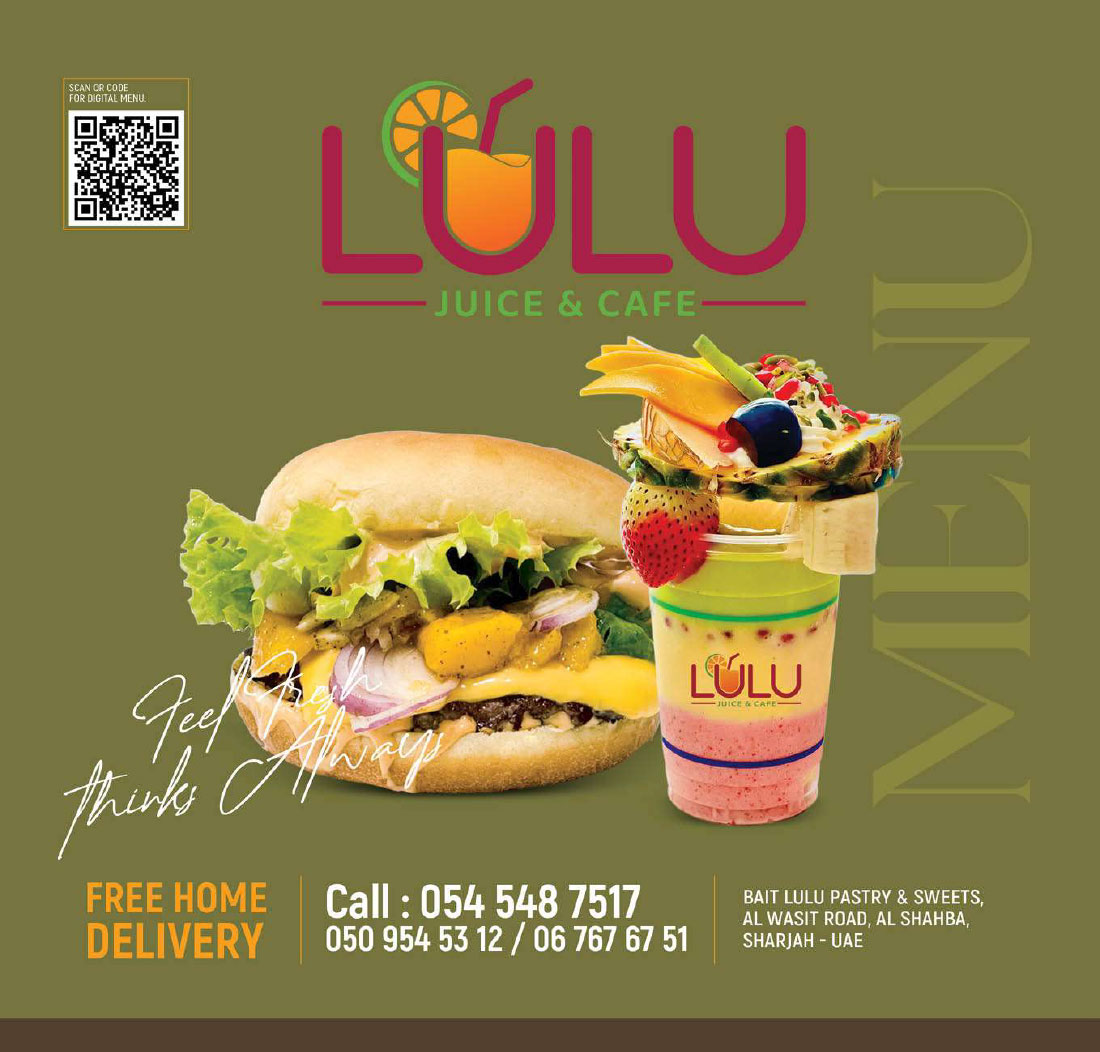 SCAN QR CODE
FOR DIGITAL MENU.
LULU
JUICE & CAFE
MENU
LULU
JUICE & CAFE
Feel Fresh
thinks Always
FREE HOME
DELIVERY
Call : 054 548 7517
050 954 53 12 / 06 767 67 51
BAIT LULU PASTRY & SWEETS,
AL WASIT ROAD, AL SHAHBA,
SHARJAH - UAE